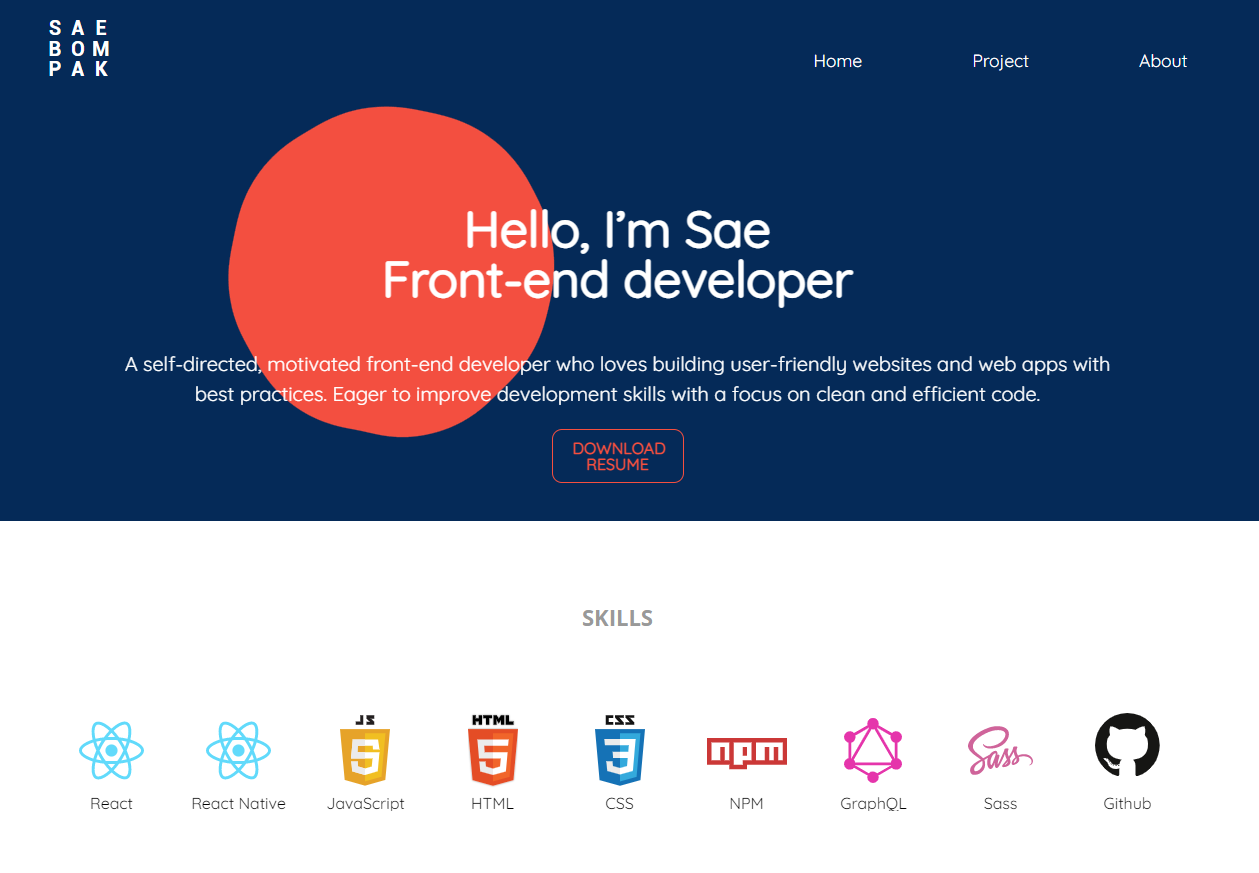 S A E
B O M
P A K
Home Project About
Hello, I'm Sae
Front-end developer
A self-directed, motivated front-end developer who loves building user-friendly websites and web apps with
best practices. Eager to improve development skills with a focus on clean and efficient code.
DOWNLOAD
RESUME
SKILLS
JS HTML CSS
5 5 3 npm Sass
React React Native JavaScript HTML CSS NPM GraphQL Sass Github